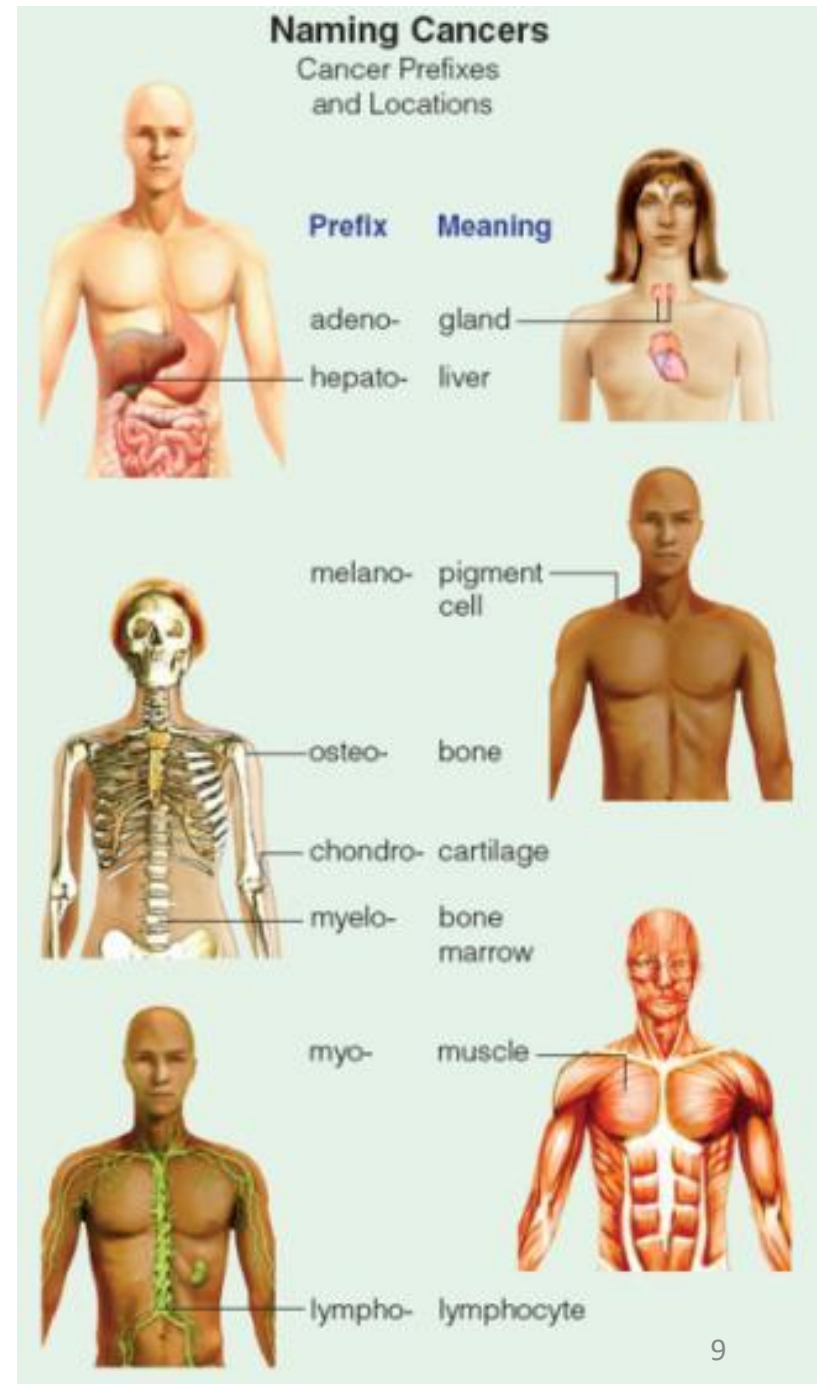 Naming Cancers
Cancer Prefixes
and Locations
Prefix Meaning
adeno- gland
hepato- liver
melano- pigment
cell
osteo- bone
chondro- cartilage
myelo- bone
marrow
myo- muscle
lympho- lymphocyte
9